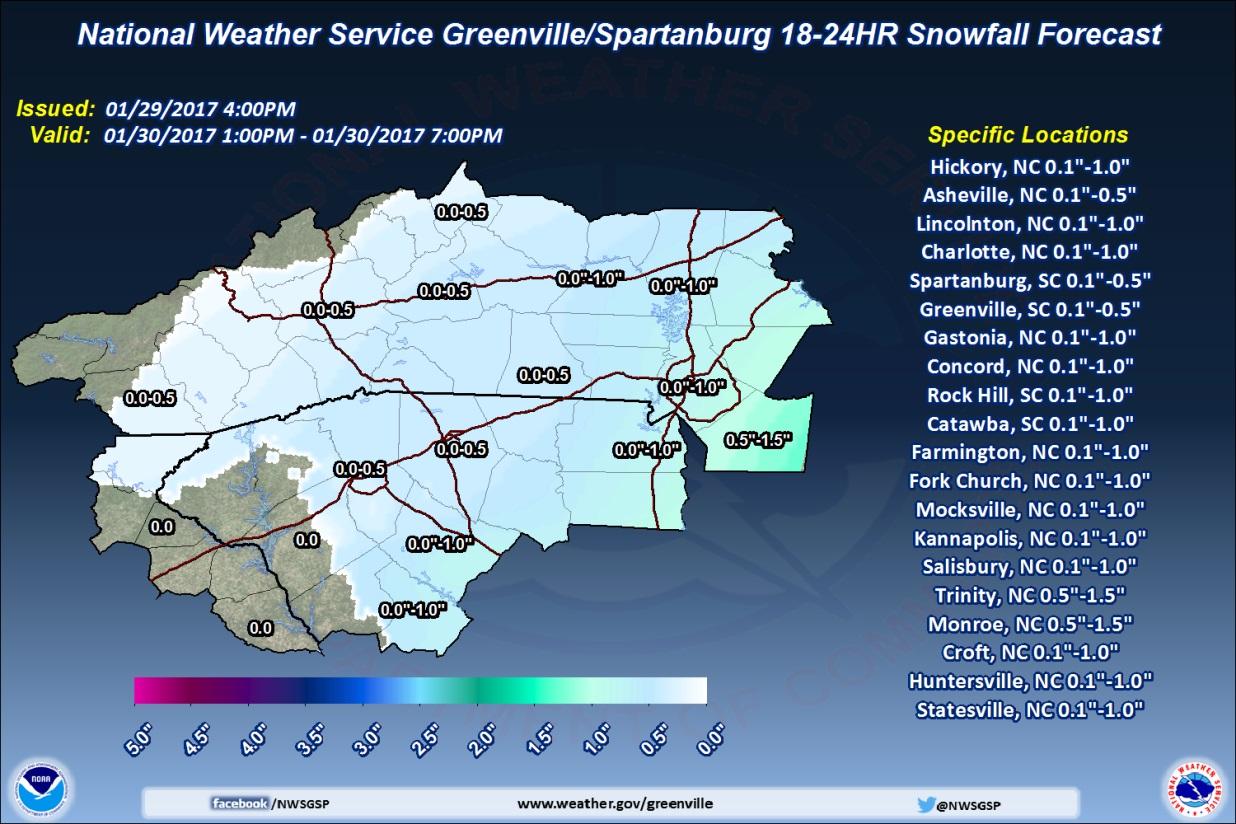 National Weather Service Greenville/Spartanburg 18-24HR Snowfall Forecast
Issued: 01/29/2017 4:00PM
Valid: 01/30/2017 1:00PM - 01/30/2017 7:00PM
Specific Locations
Hickory, NC 0.1"-1.0"
Asheville, NC 0.1"-0.5"
Lincolnton, NC 0.1"-1.0"
Charlotte, NC 0.1"-1.0"
Spartanburg, SC 0.1"-0.5"
Greenville, SC 0.1"-0.5"
Gastonia, NC 0.1"-1.0"
Concord, NC 0.1"-1.0"
Rock Hill, SC 0.1"-1.0"
Catawba, SC 0.1"-1.0"
Farmington, NC 0.1"-1.0"
Fork Church, NC 0.1"-1.0"
Mocksville, NC 0.1"-1.0"
Kannapolis, NC 0.1"-1.0"
Salisbury, NC 0.1"-1.0"
Trinity, NC 0.5"-1.5"
Monroe, NC 0.5"-1.5"
Croft, NC 0.1"-1.0"
Huntersville, NC 0.1"-1.0"
Statesville, NC 0.1"-1.0"
0.0-0.5
0.0"-1.0"
0.0"-1.0"
0.0-0.5
0.0-0.5
0.0-0.5
0.0"-1.0"
0.0-0.5
0.5"-1.5"
0.0-0.5
0.0"-1.0"
0.0-0.5
0.0
0.0
0.0"-1.0"
0.0"-1.0"
0.0
5.0" 4.5" 4.0" 3.5" 3.0" 2.5" 2.0" 1.5" 1.0" 0.5" 0.0"
NOAA
facebook /NWSGSP
www.weather.gov/greenville
@NWSGSP
NATIONAL WEATHER SERVICE